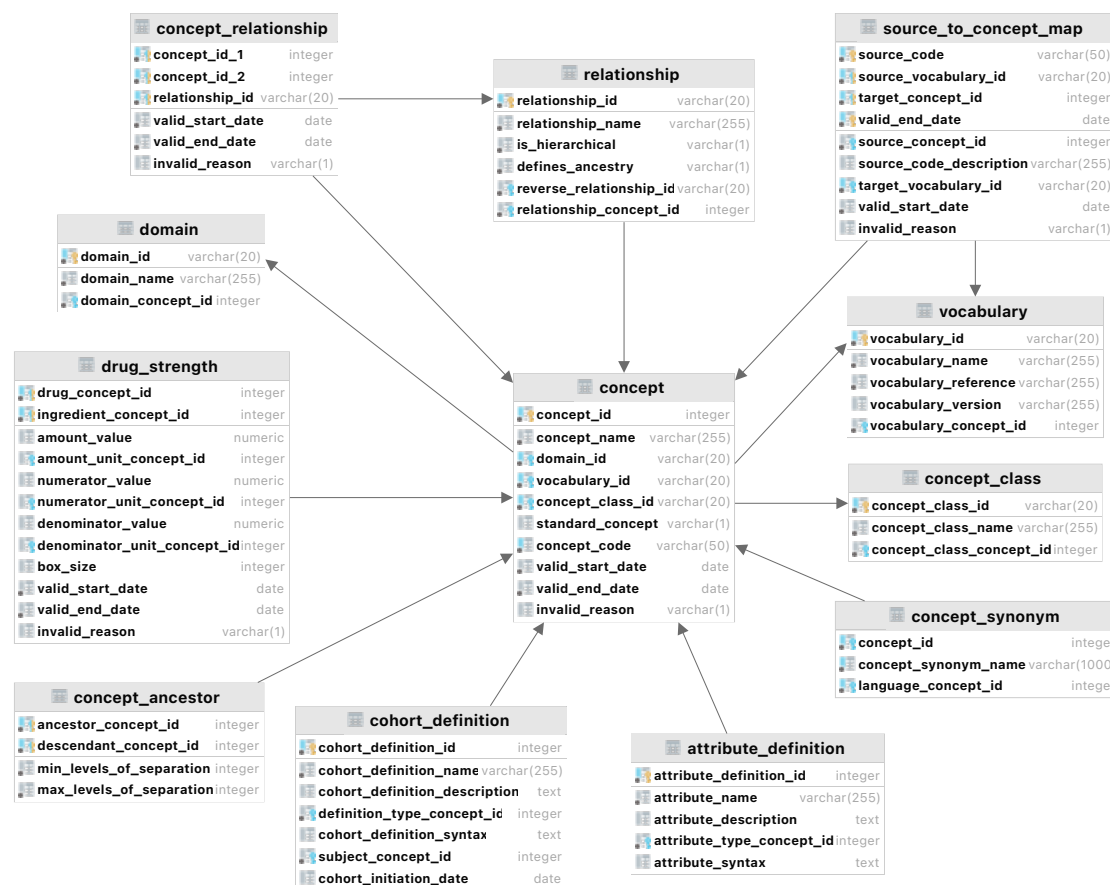 concept_relationship
concept_id_1 integer
concept_id_2 integer
relationship_id varchar(20)
valid_start_date date
valid_end_date date
invalid_reason varchar(1)
relationship
relationship_id varchar(20)
relationship_name varchar(255)
is_hierarchical varchar(1)
defines_ancestry varchar(1)
reverse_relationship_id varchar(20)
relationship_concept_id integer
source_to_concept_map
source_code varchar(50)
source_vocabulary_id varchar(20)
target_concept_id integer
valid_end_date date
source_concept_id integer
source_code_description varchar(255)
target_vocabulary_id varchar(20)
valid_start_date date
invalid_reason varchar(1)
domain
domain_id varchar(20)
domain_name varchar(255)
domain_concept_id integer
vocabulary
vocabulary_id varchar(20)
vocabulary_name varchar(255)
vocabulary_reference varchar(255)
vocabulary_version varchar(255)
vocabulary_concept_id integer
drug_strength
drug_concept_id integer
ingredient_concept_id integer
amount_value numeric
amount_unit_concept_id integer
numerator_value numeric
numerator_unit_concept_id integer
denominator_value numeric
denominator_unit_concept_id integer
box_size integer
valid_start_date date
valid_end_date date
invalid_reason varchar(1)
concept
concept_id integer
concept_name varchar(255)
domain_id varchar(20)
vocabulary_id varchar(20)
concept_class_id varchar(20)
standard_concept varchar(1)
concept_code varchar(50)
valid_start_date date
valid_end_date date
invalid_reason varchar(1)
concept_class
concept_class_id varchar(20)
concept_class_name varchar(255)
concept_class_concept_id integer
concept_synonym
concept_id intege
concept_synonym_name varchar(1000
language_concept_id intege
concept_ancestor
ancestor_concept_id integer
descendant_concept_id integer
min_levels_of_separation integer
max_levels_of_separation integer
cohort_definition
cohort_definition_id integer
cohort_definition_name varchar(255)
cohort_definition_description text
definition_type_concept_id integer
cohort_definition_syntax text
subject_concept_id integer
cohort_initiation_date date
attribute_definition
attribute_definition_id integer
attribute_name varchar(255)
attribute_description text
attribute_type_concept_id integer
attribute_syntax text